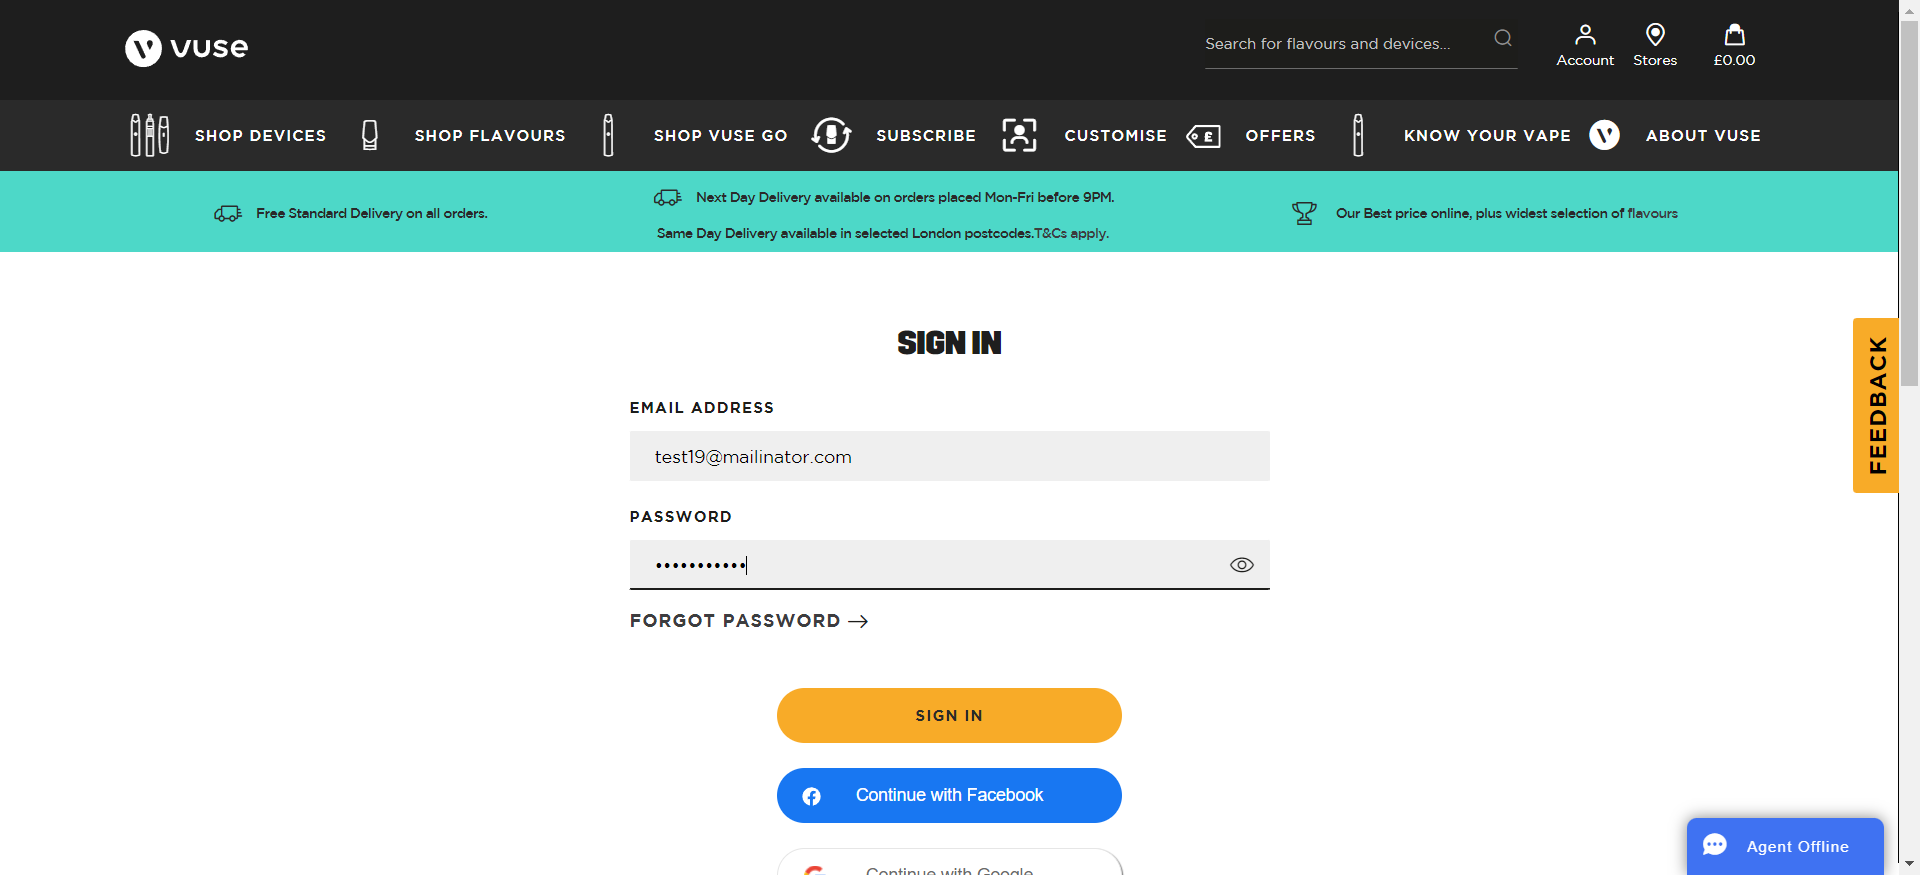 vuse
Search for flavours and devices...
Account
Stores
£0.00
SHOP DEVICES
SHOP FLAVOURS
SHOP VUSE GO
SUBSCRIBE
CUSTOMISE
OFFERS
KNOW YOUR VAPE
ABOUT VUSE
Free Standard Delivery on all orders.
Next Day Delivery available on orders placed Mon-Fri before 9PM.
Same Day Delivery available in selected London postcodes.T&Cs apply.
Our Best price online, plus widest selection of flavours
SIGN IN
EMAIL ADDRESS
test19@mailinator.com
PASSWORD
•••••••••••
FORGOT PASSWORD
SIGN IN
Continue with Facebook
Continue with Google
FEEDBACK
Agent Offline